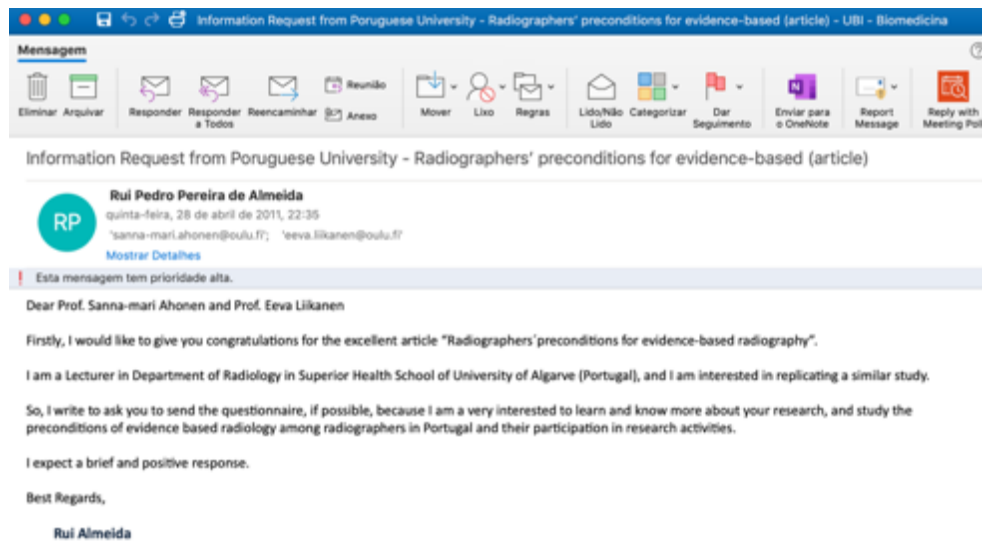 Information Request from Poruguese University - Radiographers' preconditions for evidence-based (article) - UBI - Biomedicina
Mensagem
Eliminar Arquivar Responder Responder a Todos Reencaminhar Reunião Anexo Mover Lixo Regras Lido/Não Lido Categorizar Dar Seguimento Enviar para o OneNote Report Message Reply with Meeting Poll
Information Request from Poruguese University - Radiographers' preconditions for evidence-based (article)
RP
Rui Pedro Pereira de Almeida
quinta-feira, 28 de abril de 2011, 22:35
'sanna-mari.ahonen@oulu.fi'; 'eeva.liikanen@oulu.fi'
Mostrar Detalhes
! Esta mensagem tem prioridade alta.
Dear Prof. Sanna-mari Ahonen and Prof. Eeva Liikanen
Firstly, I would like to give you congratulations for the excellent article "Radiographers´preconditions for evidence-based radiography".
I am a Lecturer in Department of Radiology in Superior Health School of University of Algarve (Portugal), and I am interested in replicating a similar study.
So, I write to ask you to send the questionnaire, if possible, because I am a very interested to learn and know more about your research, and study the
preconditions of evidence based radiology among radiographers in Portugal and their participation in research activities.
I expect a brief and positive response.
Best Regards,
Rui Almeida